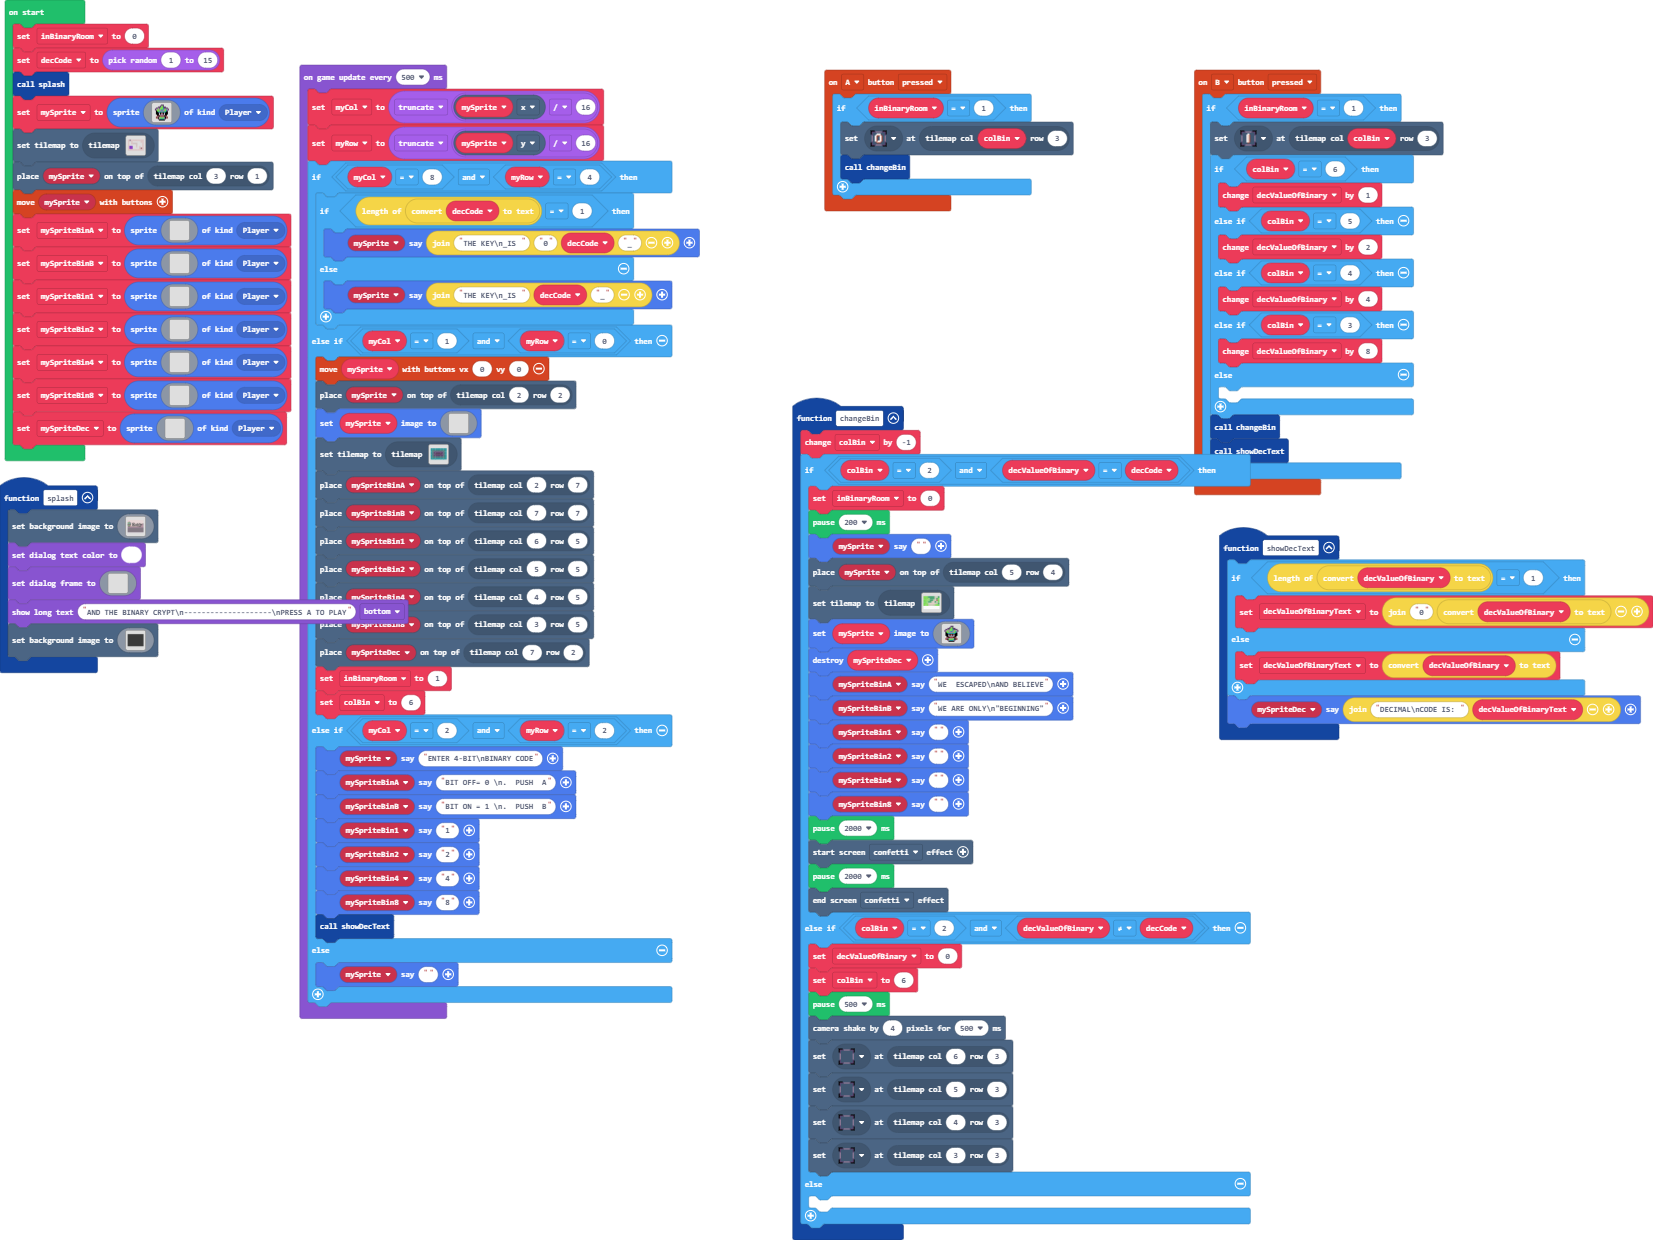 on start
set inBinaryRoom to 0
set decCode to pick random 1 to 15
call splash
set mySprite to sprite of kind Player
set tilemap to tilemap
place mySprite on top of tilemap col 3 row 1
move mySprite with buttons
set mySpriteBinA to sprite of kind Player
set mySpriteBinB to sprite of kind Player
set mySpriteBin1 to sprite of kind Player
set mySpriteBin2 to sprite of kind Player
set mySpriteBin4 to sprite of kind Player
set mySpriteBin8 to sprite of kind Player
set mySpriteDec to sprite of kind Player
function splash
set background image to
set dialog text color to
set dialog frame to
show long text "AND THE BINARY CRYPT\n---------------------\nPRESS A TO PLAY" bottom
set background image to
on game update every 500 ms
set myCol to truncate mySprite x / 16
set myRow to truncate mySprite y / 16
if myCol = 8 and myRow = 4 then
if length of convert decCode to text = 1 then
mySprite say join "THE KEY\n_IS " "0" decCode "_"
else
mySprite say join "THE KEY\n_IS " decCode "_"
else if myCol = 1 and myRow = 0 then
move mySprite with buttons vx 0 vy 0
place mySprite on top of tilemap col 2 row 2
set mySprite image to
set tilemap to tilemap
place mySpriteBinA on top of tilemap col 2 row 7
place mySpriteBinB on top of tilemap col 7 row 7
place mySpriteBin1 on top of tilemap col 6 row 5
place mySpriteBin2 on top of tilemap col 5 row 5
place mySpriteBin4 on top of tilemap col 4 row 5
place mySpriteBin8 on top of tilemap col 3 row 5
place mySpriteDec on top of tilemap col 7 row 2
set inBinaryRoom to 1
set colBin to 6
else if myCol = 2 and myRow = 2 then
mySprite say "ENTER 4-BIT\nBINARY CODE"
mySpriteBinA say "BIT OFF= 0 \n. PUSH A"
mySpriteBinB say "BIT ON = 1 \n. PUSH B"
mySpriteBin1 say "1"
mySpriteBin2 say "2"
mySpriteBin4 say "4"
mySpriteBin8 say "8"
call showDecText
else
mySprite say ""
on A button pressed
if inBinaryRoom = 1 then
set at tilemap col colBin row 3
call changeBin
on B button pressed
if inBinaryRoom = 1 then
set at tilemap col colBin row 3
if colBin = 6 then
change decValueOfBinary by 1
else if colBin = 5 then
change decValueOfBinary by 2
else if colBin = 4 then
change decValueOfBinary by 4
else if colBin = 3 then
change decValueOfBinary by 8
else
call changeBin
call showDecText
function changeBin
change colBin by -1
if colBin = 2 and decValueOfBinary = decCode then
set inBinaryRoom to 0
pause 200 ms
mySprite say ""
place mySprite on top of tilemap col 5 row 4
set tilemap to tilemap
set mySprite image to
destroy mySpriteDec
mySpriteBinA say "WE  ESCAPED\nAND BELIEVE"
mySpriteBinB say "WE ARE ONLY\n"BEGINNING""
mySpriteBin1 say ""
mySpriteBin2 say ""
mySpriteBin4 say ""
mySpriteBin8 say ""
pause 2000 ms
start screen confetti effect
pause 2000 ms
end screen confetti effect
else if colBin = 2 and decValueOfBinary ≠ decCode then
set decValueOfBinary to 0
set colBin to 6
pause 500 ms
camera shake by 4 pixels for 500 ms
set at tilemap col 6 row 3
set at tilemap col 5 row 3
set at tilemap col 4 row 3
set at tilemap col 3 row 3
else
function showDecText
if length of convert decValueOfBinary to text = 1 then
set decValueOfBinaryText to join "0" convert decValueOfBinary to text
else
set decValueOfBinaryText to convert decValueOfBinary to text
mySpriteDec say join "DECIMAL\nCODE IS: " decValueOfBinaryText